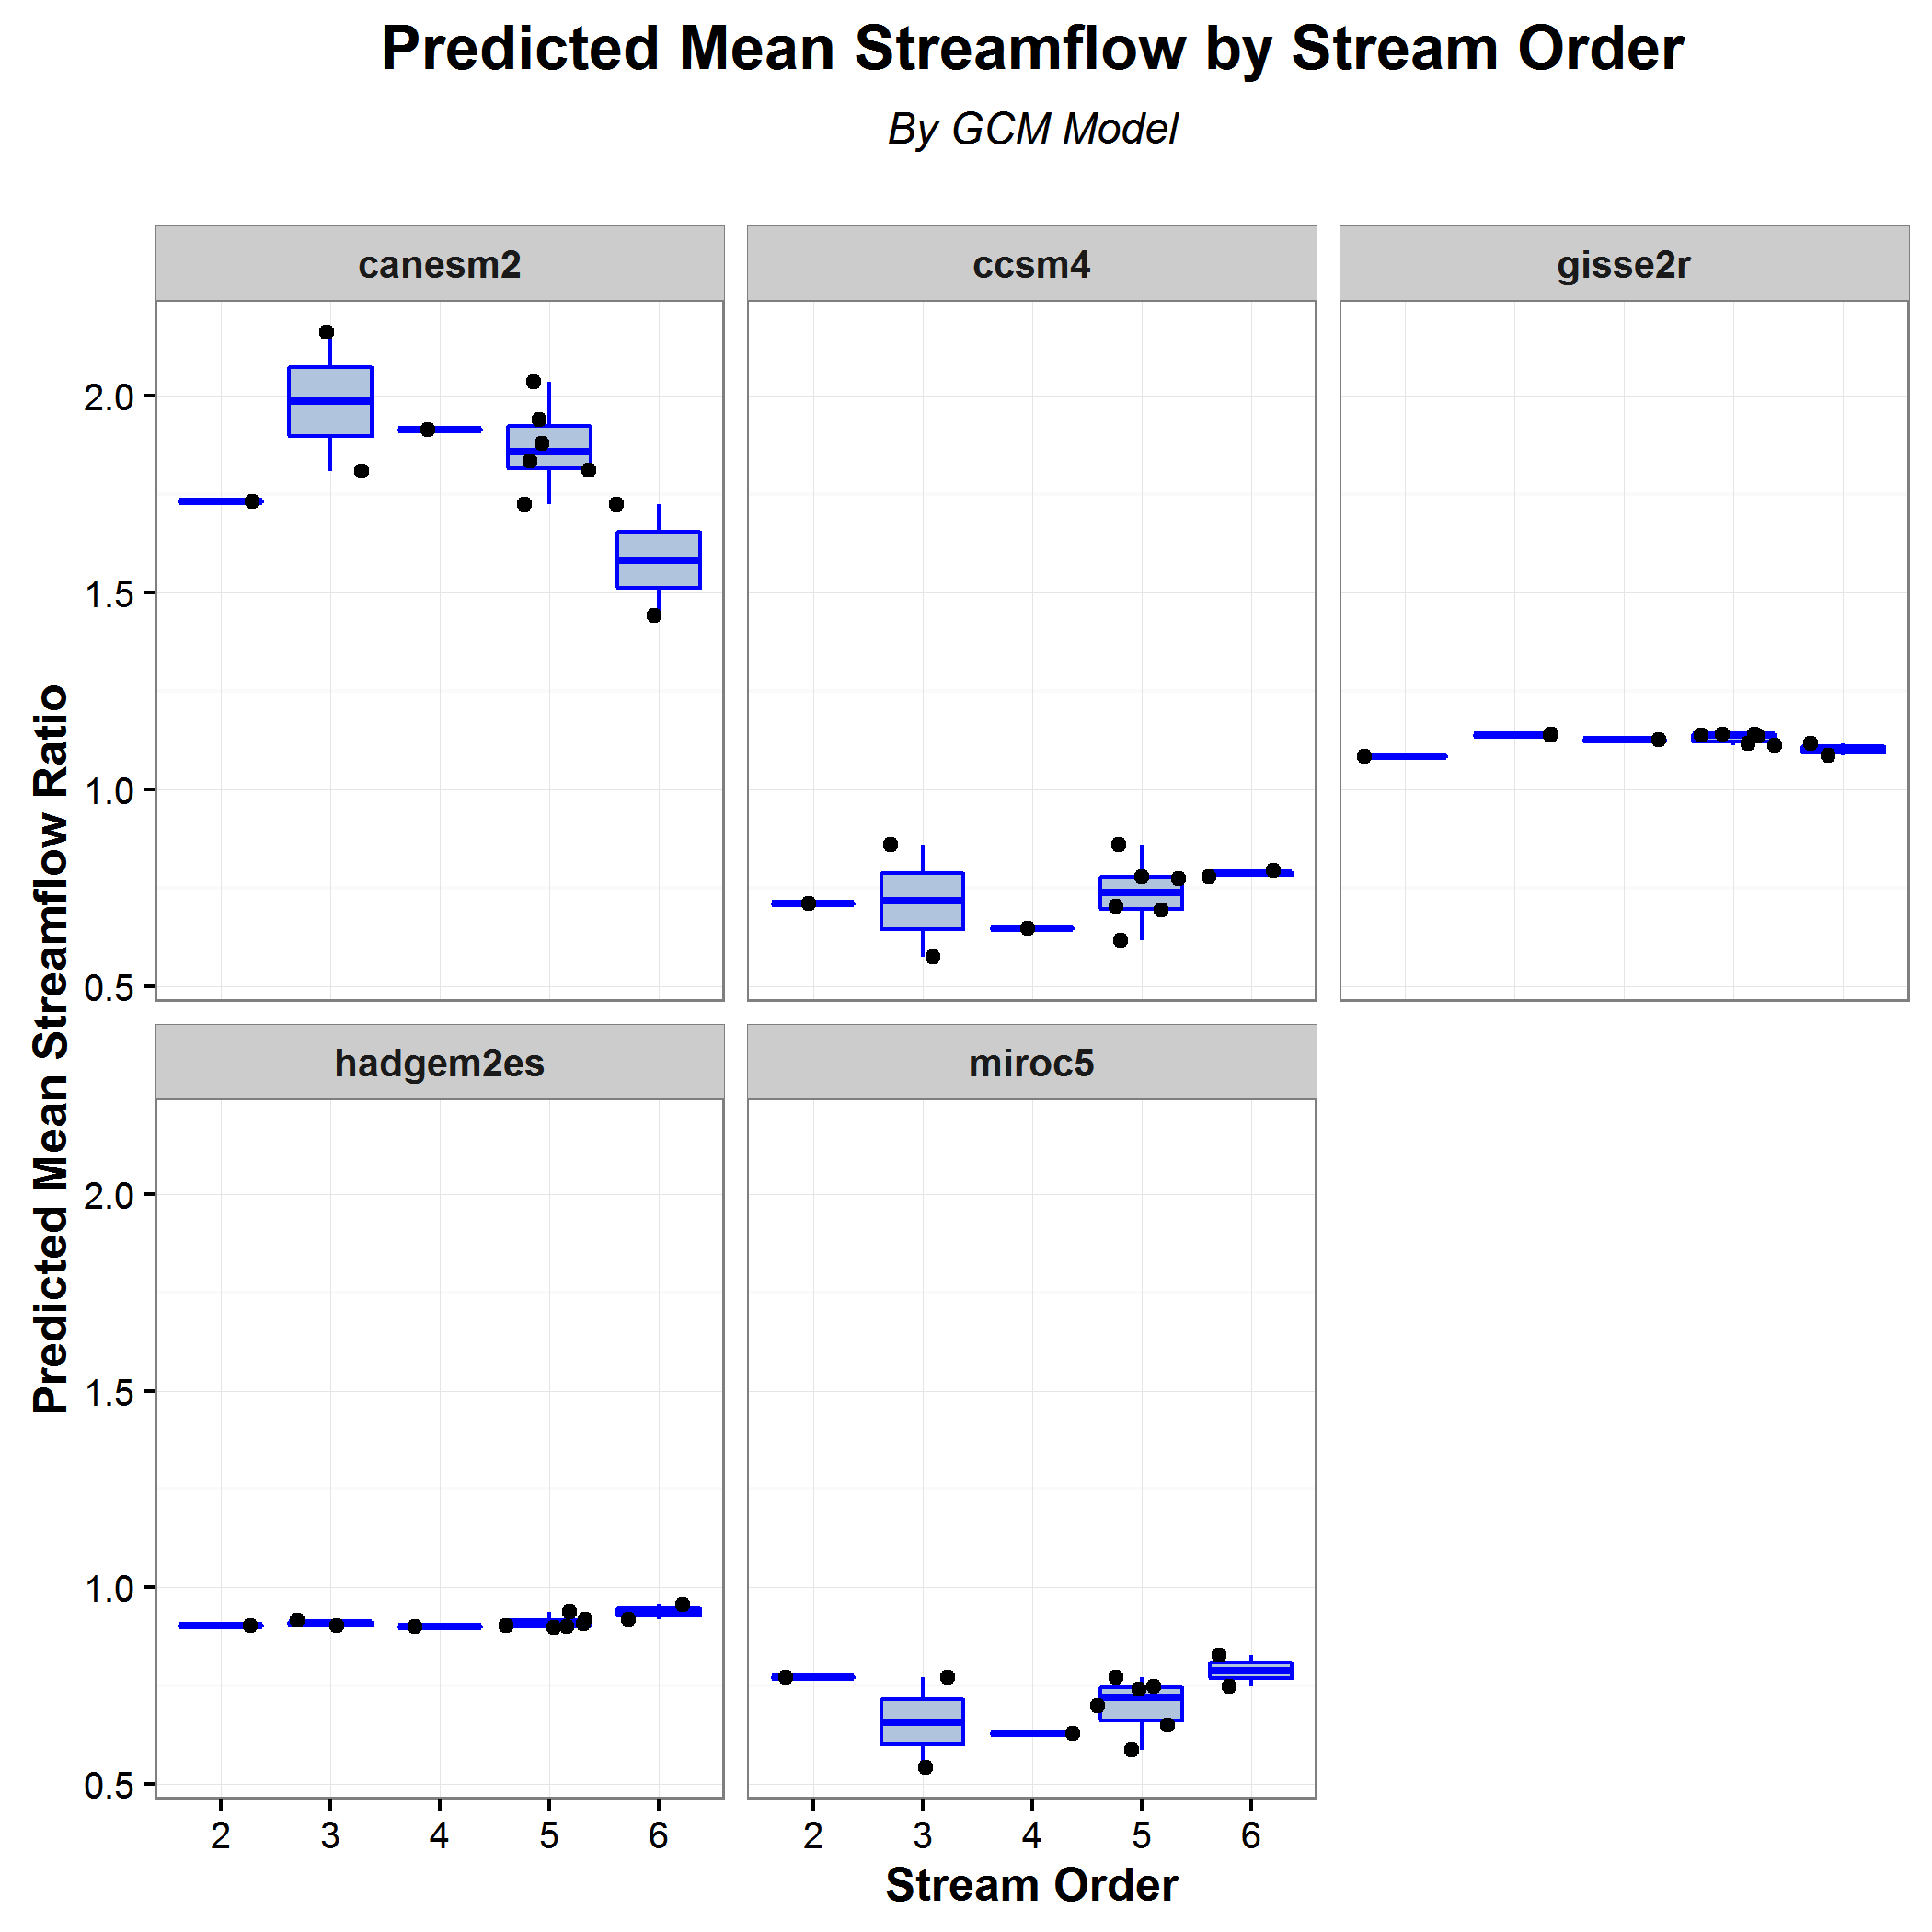 Predicted Mean Streamflow by Stream Order
By GCM Model
canesm2
ccsm4
gisse2r
2.0
1.5
1.0
0.5
Predicted Mean Streamflow Ratio
hadgem2es
miroc5
2.0
1.5
1.0
0.5
2 3 4 5 6
2 3 4 5 6
Stream Order